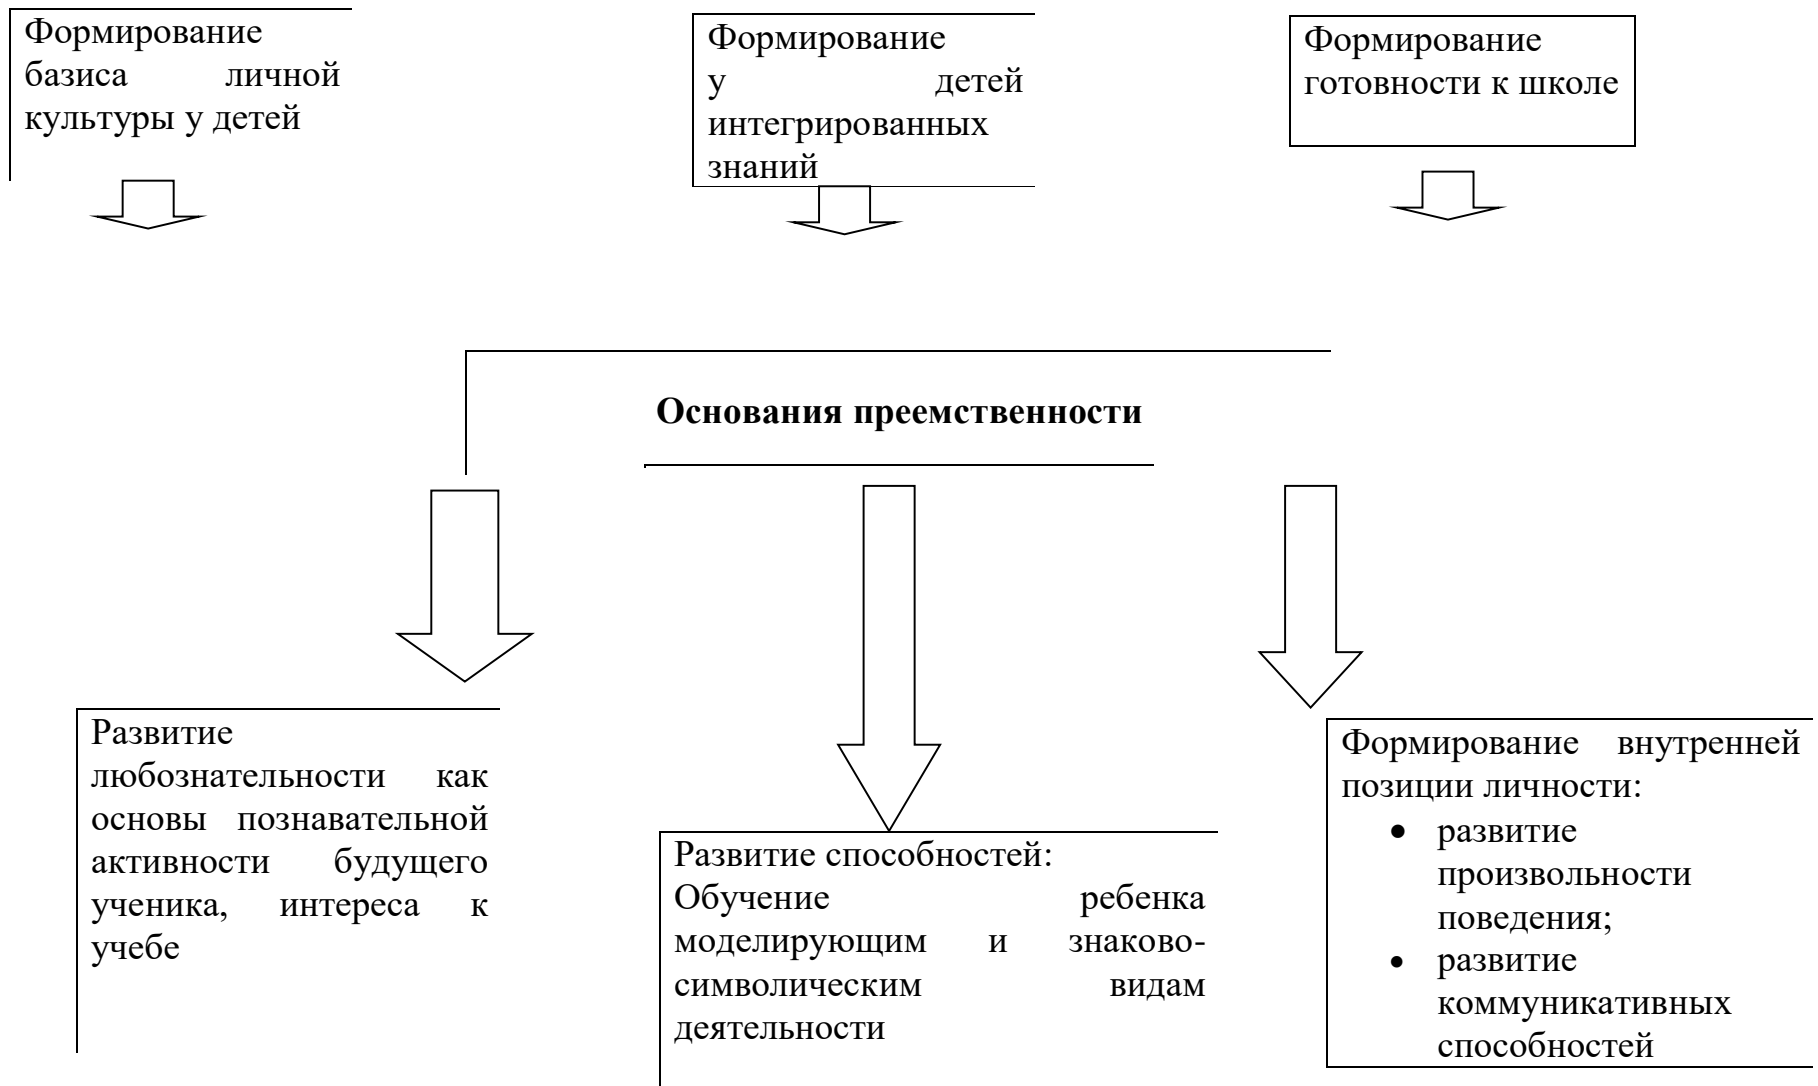 Формирование
базиса личной
культуры у детей
Формирование
у детей
интегрированных
знаний
Формирование
готовности к школе
Основания преемственности
Развитие
любознательности как
основы познавательной
активности будущего
ученика, интереса к
учебе
Развитие способностей:
Обучение ребенка
моделирующим и знаково-
символическим видам
деятельности
Формирование внутренней
позиции личности:
• развитие
произвольности
поведения;
• развитие
коммуникативных
способностей